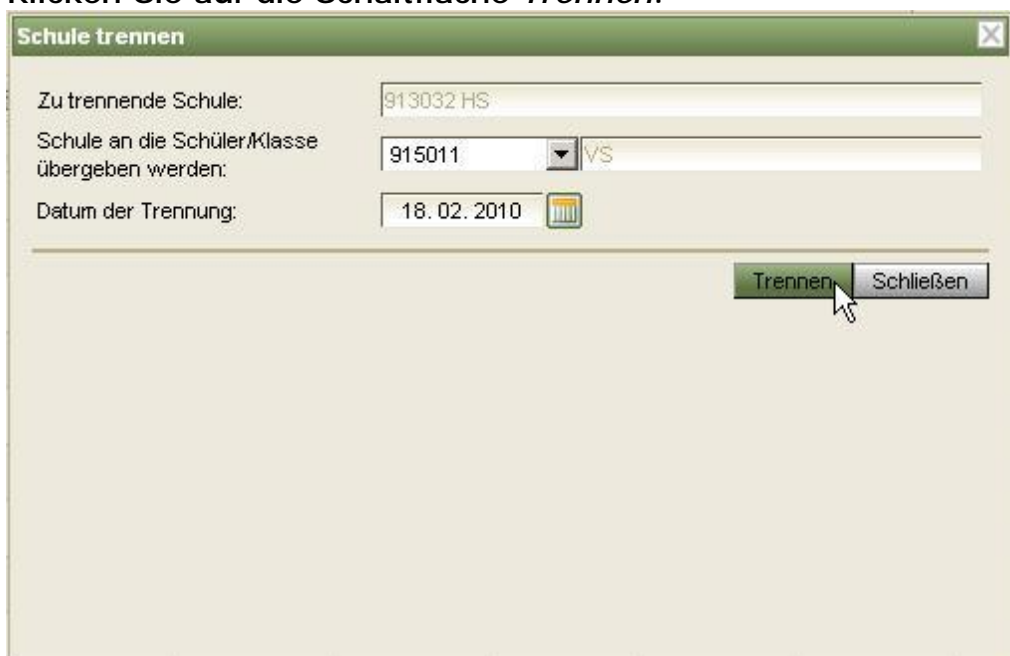 Klicken Sie auf die Schaltfläche Trennen.
Schule trennen
Zu trennende Schule: 913032 HS
Schule an die Schüler/Klasse
übergeben werden: 915011 VS
Datum der Trennung: 18. 02. 2010
Trennen Schließen